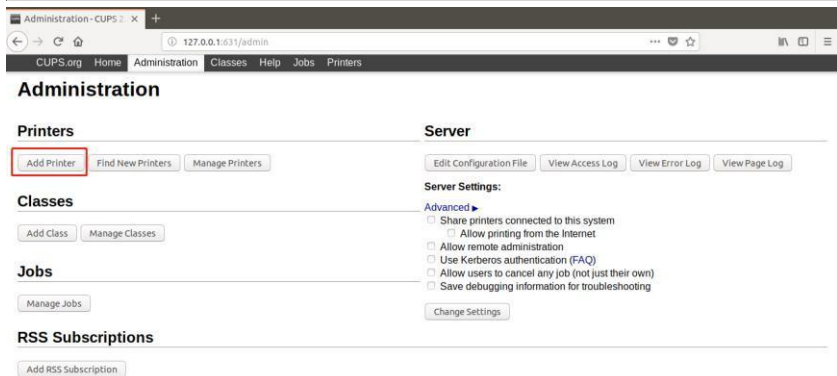 Administration - CUPS 2.
127.0.0.1:631/admin
CUPS.org Home Administration Classes Help Jobs Printers
Administration
Printers
Add Printer Find New Printers Manage Printers
Classes
Add Class Manage Classes
Jobs
Manage Jobs
RSS Subscriptions
Add RSS Subscription
Server
Edit Configuration File View Access Log View Error Log View Page Log
Server Settings:
Advanced ▶
Share printers connected to this system
Allow printing from the Internet
Allow remote administration
Use Kerberos authentication (FAQ)
Allow users to cancel any job (not just their own)
Save debugging information for troubleshooting
Change Settings